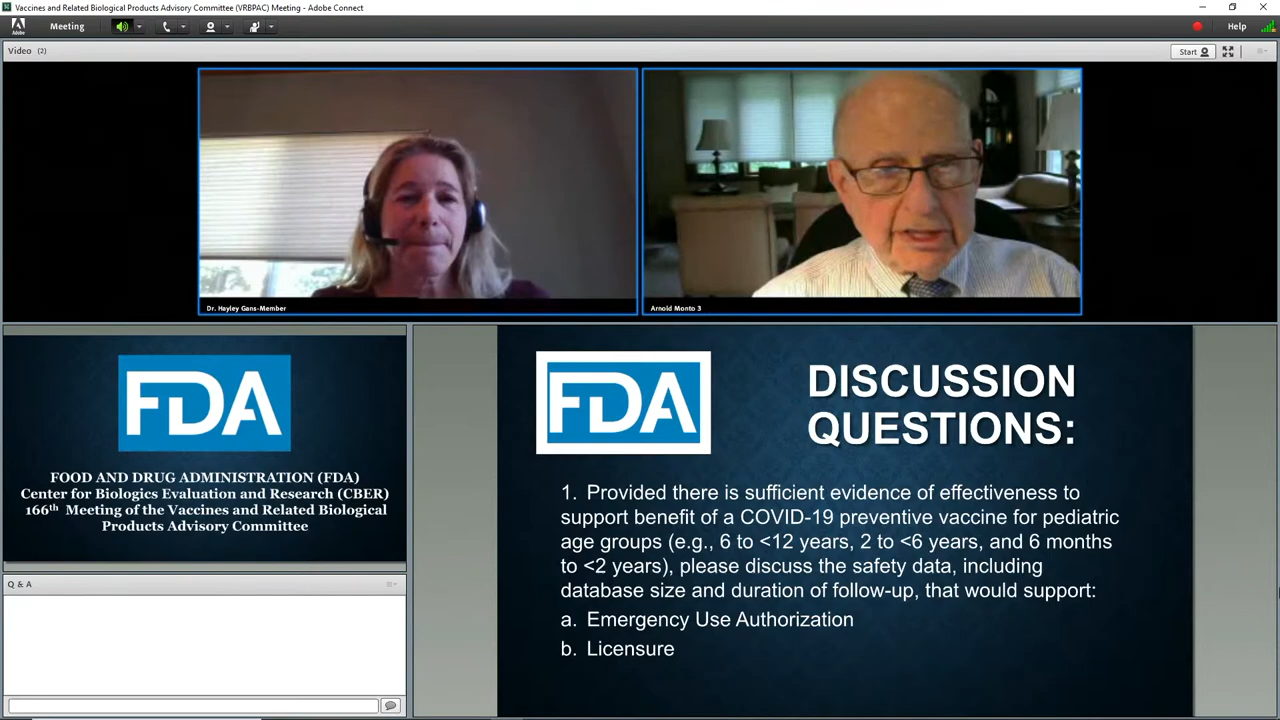 Vaccines and Related Biological Products Advisory Committee (VRBPAC) Meeting - Adobe Connect
Meeting
Help
Video (2)
Start
Dr. Hayley Gans-Member
Arnold Monto 3
FDA
FOOD AND DRUG ADMINISTRATION (FDA)
Center for Biologics Evaluation and Research (CBER)
166th Meeting of the Vaccines and Related Biological
Products Advisory Committee
Q & A
FDA
DISCUSSION
QUESTIONS:
1. Provided there is sufficient evidence of effectiveness to
support benefit of a COVID-19 preventive vaccine for pediatric
age groups (e.g., 6 to <12 years, 2 to <6 years, and 6 months
to <2 years), please discuss the safety data, including
database size and duration of follow-up, that would support:
a. Emergency Use Authorization
b. Licensure